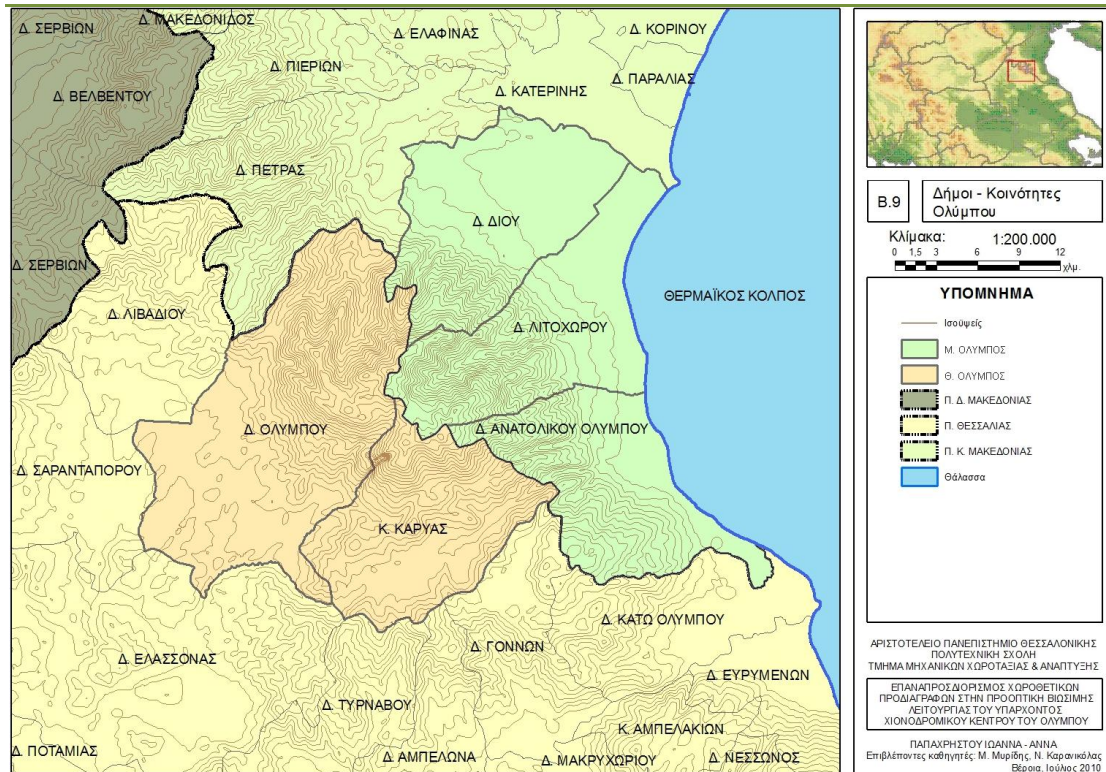 Δ. ΣΕΡΒΙΩΝ
Δ. ΜΑΚΕΔΟΝΙΔΟΣ
Δ. ΕΛΑΦΙΝΑΣ
Δ. ΚΟΡΙΝΟΥ
Δ. ΠΙΕΡΙΩΝ
Δ. ΠΑΡΑΛΙΑΣ
Δ. ΒΕΛΒΕΝΤΟΥ
Δ. ΚΑΤΕΡΙΝΗΣ
Δ. ΠΕΤΡΑΣ
Δ. ΔΙΟΥ
Δ. ΣΕΡΒΙΩΝ
ΘΕΡΜΑΪΚΟΣ ΚΟΛΠΟΣ
Δ. ΛΙΒΑΔΙΟΥ
Δ. ΛΙΤΟΧΩΡΟΥ
Δ. ΟΛΥΜΠΟΥ
Δ. ΑΝΑΤΟΛΙΚΟΥ ΟΛΥΜΠΟΥ
Δ. ΣΑΡΑΝΤΑΠΟΡΟΥ
Κ. ΚΑΡΥΑΣ
Δ. ΚΑΤΩ ΟΛΥΜΠΟΥ
Δ. ΓΟΝΝΩΝ
Δ. ΕΛΑΣΣΟΝΑΣ
Δ. ΕΥΡΥΜΕΝΩΝ
Δ. ΤΥΡΝΑΒΟΥ
Κ. ΑΜΠΕΛΑΚΙΩΝ
Δ. ΠΟΤΑΜΙΑΣ
Δ. ΑΜΠΕΛΩΝΑ
Δ. ΜΑΚΡΥΧΩΡΙΟΥ
Δ. ΝΕΣΣΩΝΟΣ
Β.9
Δήμοι - Κοινότητες
Ολύμπου
Κλίμακα: 1:200.000
0 1,5 3 6 9 12
χλμ.
ΥΠΟΜΝΗΜΑ
Ισοϋψείς
Μ. ΟΛΥΜΠΟΣ
Θ. ΟΛΥΜΠΟΣ
Π. Δ. ΜΑΚΕΔΟΝΙΑΣ
Π. ΘΕΣΣΑΛΙΑΣ
Π. Κ. ΜΑΚΕΔΟΝΙΑΣ
Θάλασσα
ΑΡΙΣΤΟΤΕΛΕΙΟ ΠΑΝΕΠΙΣΤΗΜΙΟ ΘΕΣΣΑΛΟΝΙΚΗΣ
ΠΟΛΥΤΕΧΝΙΚΗ ΣΧΟΛΗ
ΤΜΗΜΑ ΜΗΧΑΝΙΚΩΝ ΧΩΡΟΤΑΞΙΑΣ & ΑΝΑΠΤΥΞΗΣ
ΕΠΑΝΑΠΡΟΣΔΙΟΡΙΣΜΟΣ ΧΩΡΟΘΕΤΙΚΩΝ
ΠΡΟΔΙΑΓΡΑΦΩΝ ΣΤΗΝ ΠΡΟΟΠΤΙΚΗ ΒΙΩΣΙΜΗΣ
ΛΕΙΤΟΥΡΓΙΑΣ ΤΟΥ ΥΠΑΡΧΟΝΤΟΣ
ΧΙΟΝΟΔΡΟΜΙΚΟΥ ΚΕΝΤΡΟΥ ΤΟΥ ΟΛΥΜΠΟΥ
ΠΑΠΑΧΡΗΣΤΟΥ ΙΩΑΝΝΑ - ΑΝΝΑ
Επιβλέποντες καθηγητές: Μ. Μυρίδης, Ν. Καρανικόλας
Βέροια, Ιούλιος 2010